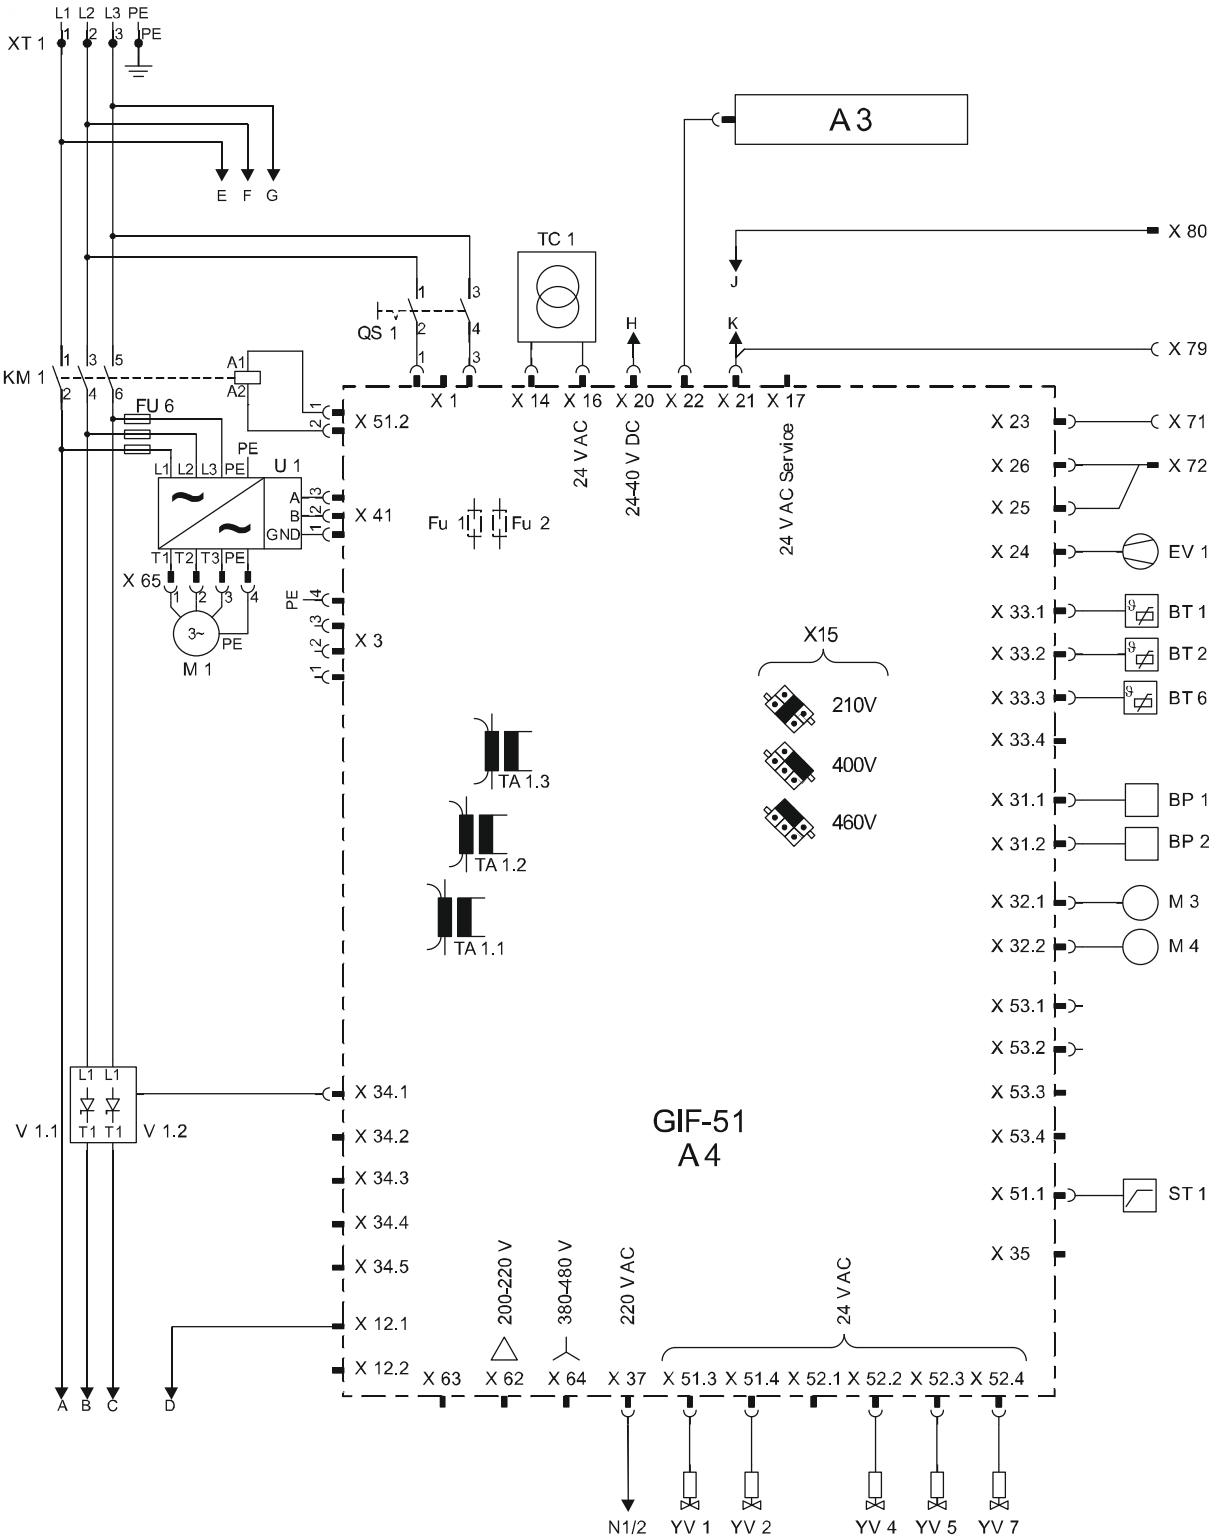 L1 L2 L3 PE
XT 1 1 2 3 PE
A 3
E F G
X 80
TC 1
J
1 3
QS 1 2 4
H K
X 79
1 3 5
KM 1
2 4 6
A1
A2
1 3
X 1 X 14 X 16 X 20 X 22 X 21 X 17
24 V AC
24-40 V DC
24 V AC Service
FU 6
1
2
X 51.2
X 23 X 71
X 26 X 72
X 25
X 24 EV 1
PE
L1 L2 L3 PE U 1
~
~
A 3
B 2
GND 1
X 41
Fu 1 Fu 2
T1 T2 T3 PE
X 65
1 2 3 4
3~
PE
M 1
PE 4
3
2
1
X 3
X 33.1 ϑ BT 1
X 33.2 ϑ BT 2
X 33.3 ϑ BT 6
X 33.4
X15
210V
400V
460V
TA 1.3
TA 1.2
TA 1.1
X 31.1 BP 1
X 31.2 BP 2
X 32.1 M 3
X 32.2 M 4
X 53.1
X 53.2
X 53.3
X 53.4
X 51.1 ST 1
X 35
L1 L1
V 1.1 T1 T1 V 1.2
X 34.1
X 34.2
X 34.3
X 34.4
X 34.5
X 12.1
X 12.2
GIF-51
A 4
200-220 V
380-480 V
220 V AC
24 V AC
X 63 X 62 X 64 X 37 X 51.3 X 51.4 X 52.1 X 52.2 X 52.3 X 52.4
A B C D
N1/2 YV 1 YV 2 YV 4 YV 5 YV 7